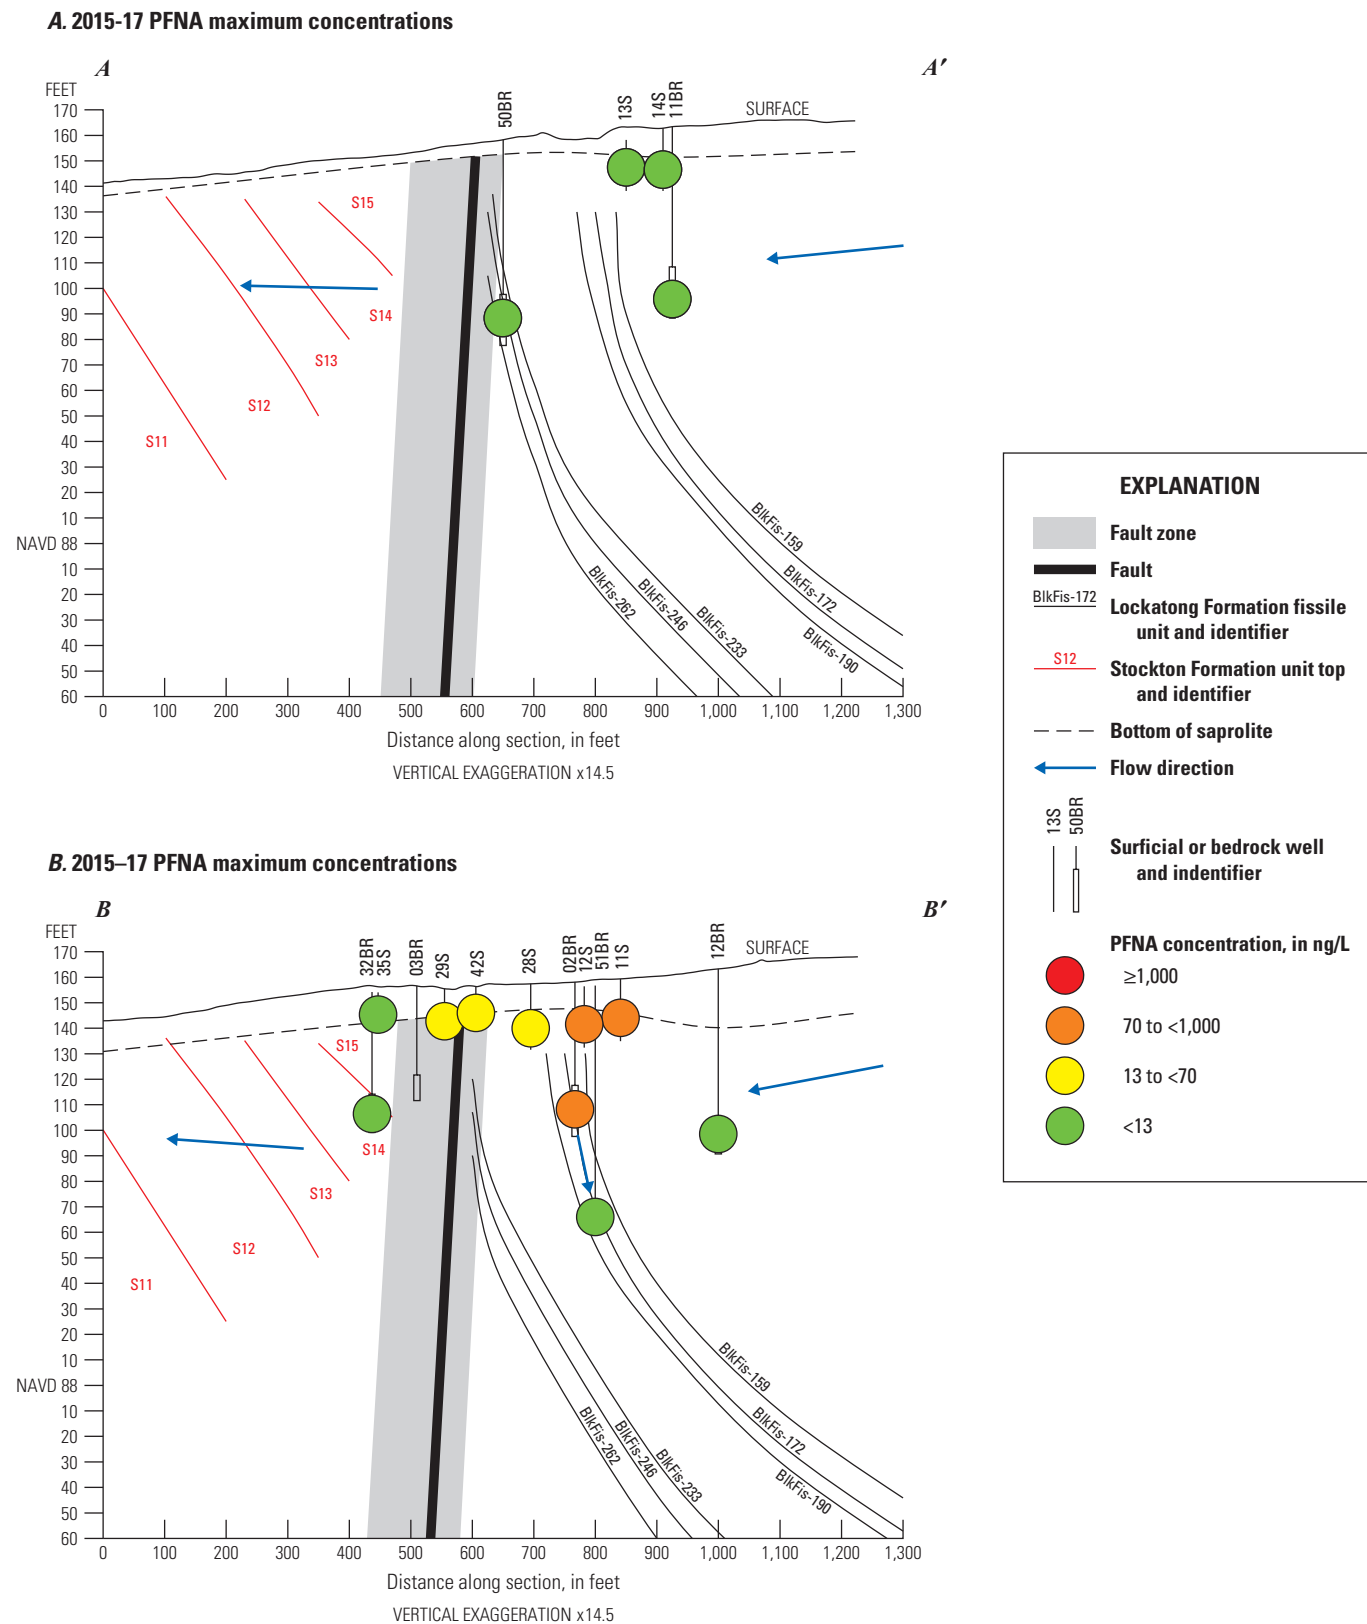 A. 2015-17 PFNA maximum concentrations
A
A′
FEET
170
160
150
140
130
120
110
100
90
80
70
60
50
40
30
20
10
NAVD 88
10
20
30
40
50
60
50BR
13S
14S
11BR
SURFACE
S15
S14
S13
S12
S11
BlkFis-159
BlkFis-172
BlkFis-190
BlkFis-233
BlkFis-246
BlkFis-262
0 100 200 300 400 500 600 700 800 900 1,000 1,100 1,200 1,300
Distance along section, in feet
VERTICAL EXAGGERATION x14.5
EXPLANATION
Fault zone
Fault
BlkFis-172
Lockatong Formation fissile
unit and identifier
S12
Stockton Formation unit top
and identifier
Bottom of saprolite
Flow direction
13S
50BR
Surficial or bedrock well
and indentifier
PFNA concentration, in ng/L
≥1,000
70 to <1,000
13 to <70
<13
B. 2015–17 PFNA maximum concentrations
B
B′
FEET
170
160
150
140
130
120
110
100
90
80
70
60
50
40
30
20
10
NAVD 88
10
20
30
40
50
60
32BR
35S
03BR
29S
42S
28S
02BR
12S
51BR
11S
12BR
SURFACE
S15
S14
S13
S12
S11
BlkFis-159
BlkFis-172
BlkFis-190
BlkFis-233
BlkFis-246
BlkFis-262
0 100 200 300 400 500 600 700 800 900 1,000 1,100 1,200 1,300
Distance along section, in feet
VERTICAL EXAGGERATION x14.5